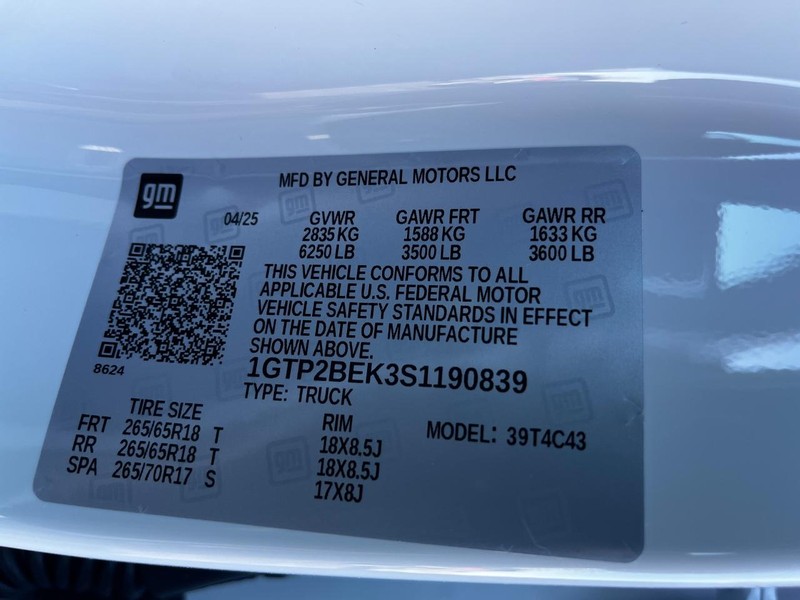 gm
MFD BY GENERAL MOTORS LLC
04/25 GVWR GAWR FRT GAWR RR
2835 KG 1588 KG 1633 KG
6250 LB 3500 LB 3600 LB
THIS VEHICLE CONFORMS TO ALL
APPLICABLE U.S. FEDERAL MOTOR
VEHICLE SAFETY STANDARDS IN EFFECT
ON THE DATE OF MANUFACTURE
SHOWN ABOVE.
8624
1GTP2BEK3S1190839
TYPE: TRUCK
TIRE SIZE RIM MODEL: 39T4C43
FRT 265/65R18 T 18X8.5J
RR 265/65R18 T 18X8.5J
SPA 265/70R17 S 17X8J